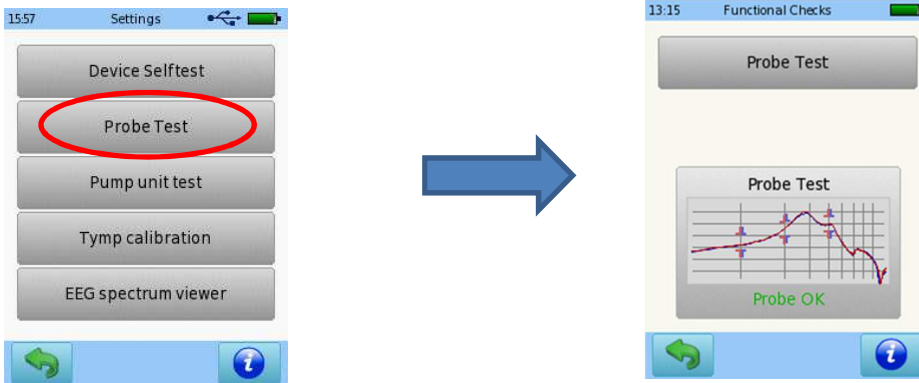 15:57 Settings
Device Selftest
Probe Test
Pump unit test
Tymp calibration
EEG spectrum viewer
i
13:15 Functional Checks
Probe Test
Probe Test
Probe OK
i